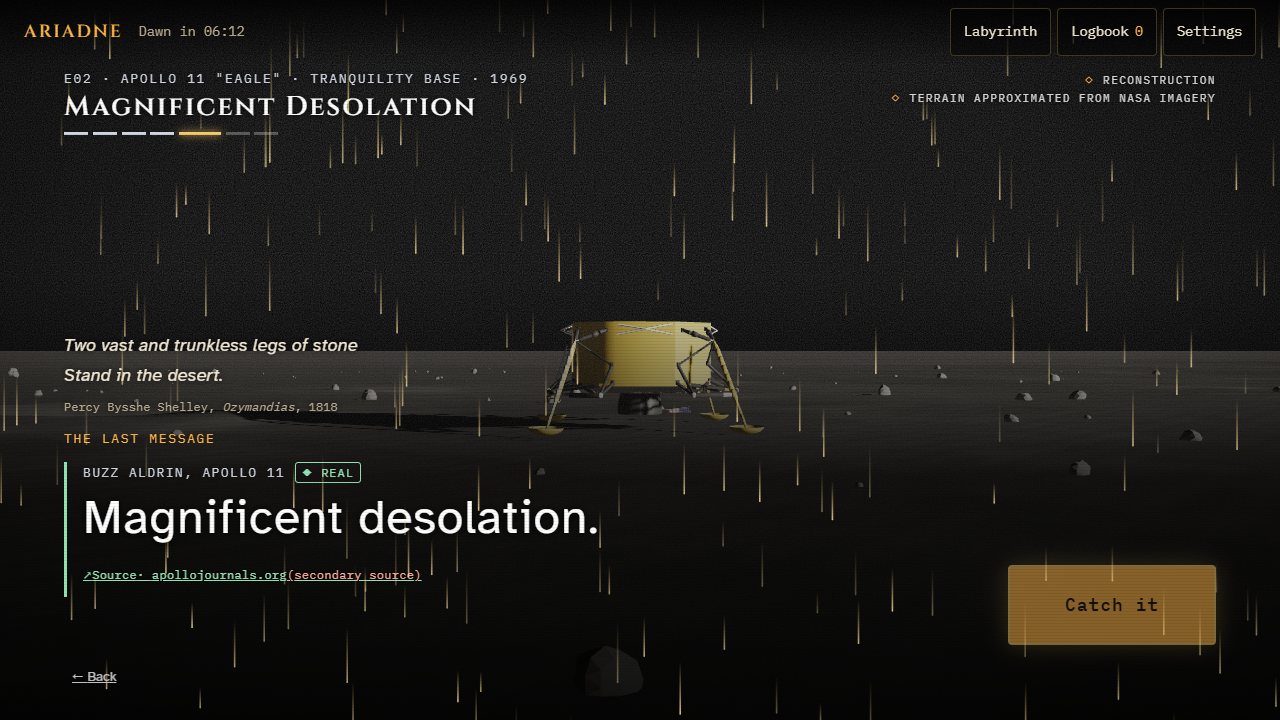 ARIADNE Dawn in 06:12 Labyrinth Logbook 0 Settings
E02 · APOLLO 11 "EAGLE" · TRANQUILITY BASE · 1969
Magnificent Desolation
◇ RECONSTRUCTION
◇ TERRAIN APPROXIMATED FROM NASA IMAGERY
Two vast and trunkless legs of stone
Stand in the desert.
Percy Bysshe Shelley, Ozymandias, 1818
THE LAST MESSAGE
BUZZ ALDRIN, APOLLO 11 ◆ REAL
Magnificent desolation.
↗Source· apollojournals.org(secondary source)
Catch it
← Back